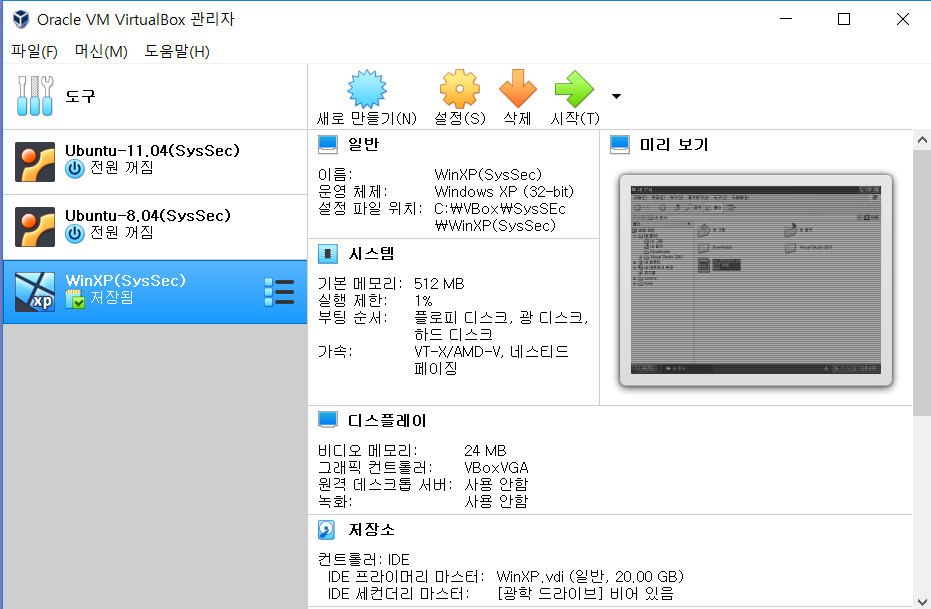 Oracle VM VirtualBox 관리자
파일(F) 머신(M) 도움말(H)
도구
새로 만들기(N) 설정(S) 삭제 시작(T)
Ubuntu-11.04(SysSec)
전원 꺼짐
Ubuntu-8.04(SysSec)
전원 꺼짐
WinXP(SysSec)
저장됨
xp
일반
이름: WinXP(SysSec)
운영 체제: Windows XP (32-bit)
설정 파일 위치: C:₩VBox₩SysSEc
₩WinXP(SysSec)
시스템
기본 메모리: 512 MB
실행 제한: 1%
부팅 순서: 플로피 디스크, 광 디스크,
하드 디스크
가속: VT-X/AMD-V, 네스티드
페이징
미리 보기
디스플레이
비디오 메모리: 24 MB
그래픽 컨트롤러: VBoxVGA
원격 데스크톱 서버: 사용 안함
녹화: 사용 안함
저장소
컨트롤러: IDE
IDE 프라이머리 마스터: WinXP.vdi (일반, 20.00 GB)
IDE 세컨더리 마스터: [광학 드라이브] 비어 있음